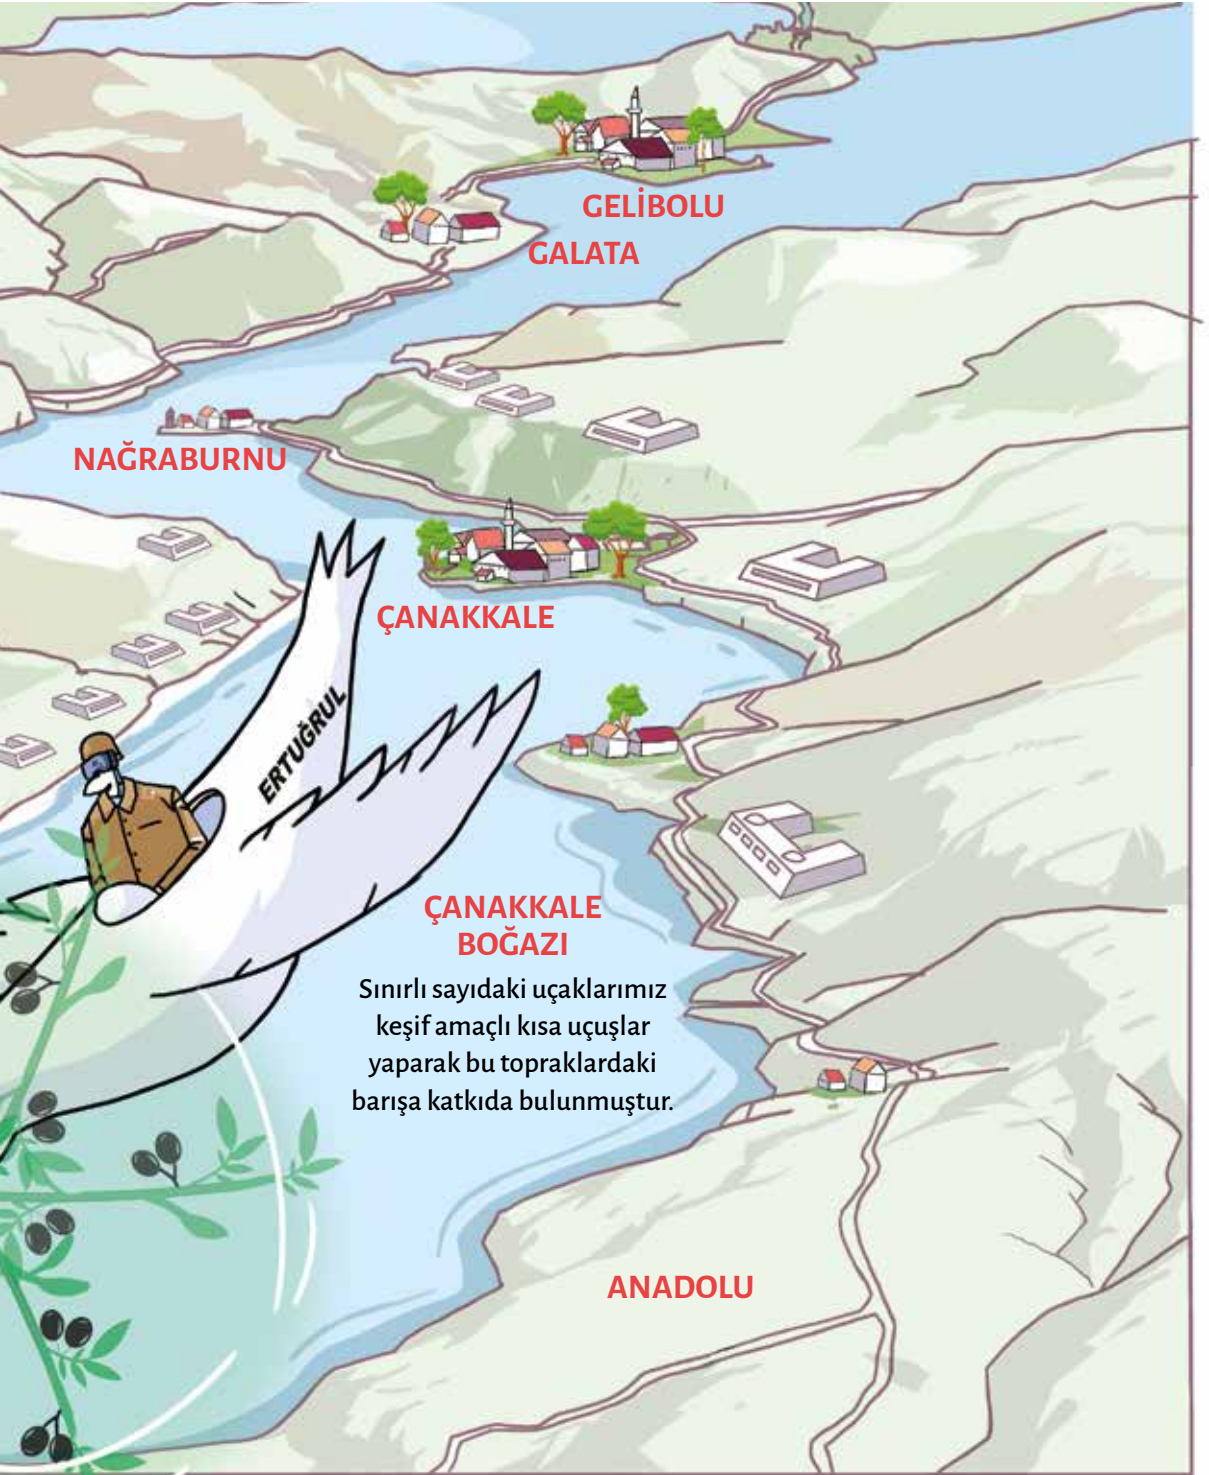 GELİBOLU
GALATA
NAĞRABURNU
ÇANAKKALE
ERTUĞRUL
ÇANAKKALE
BOĞAZI
Sınırlı sayıdaki uçaklarımız
keşif amaçlı kısa uçuşlar
yaparak bu topraklardaki
barışa katkıda bulunmuştur.
ANADOLU